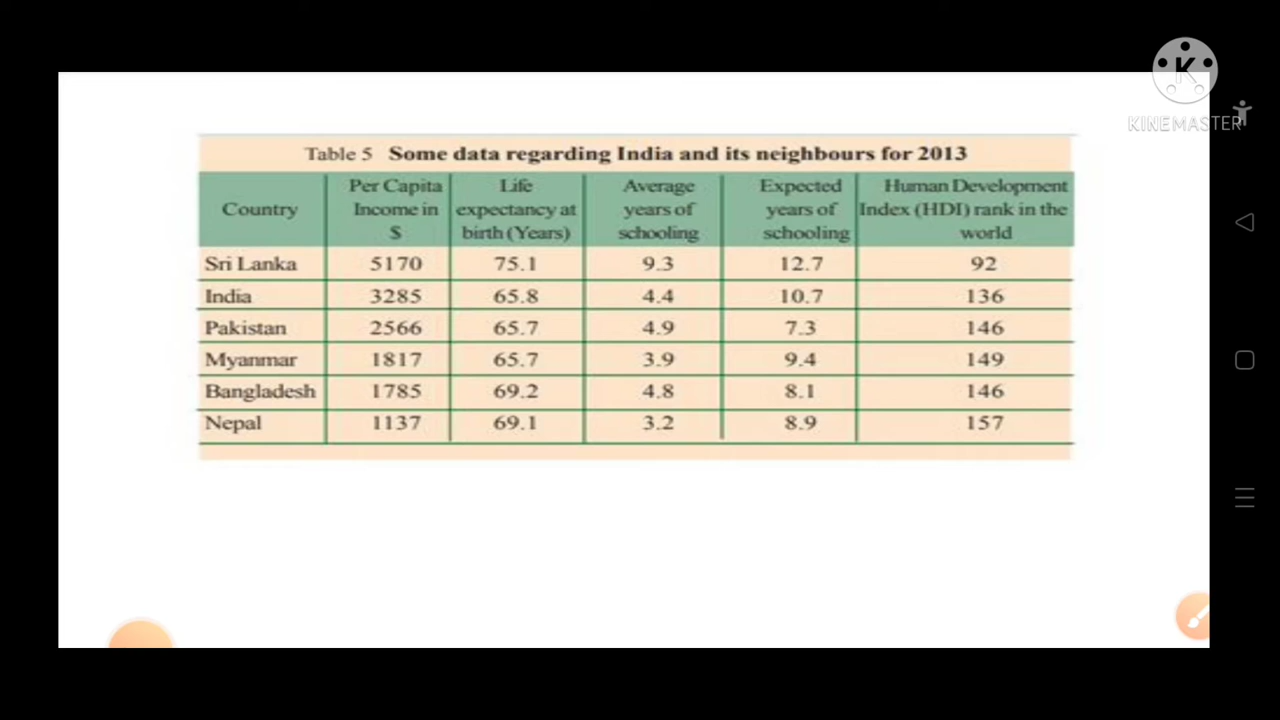 KINEMASTER
Table 5 Some data regarding India and its neighbours for 2013
Country | Per Capita Income in $ | Life expectancy at birth (Years) | Average years of schooling | Expected years of schooling | Human Development Index (HDI) rank in the world
Sri Lanka | 5170 | 75.1 | 9.3 | 12.7 | 92
India | 3285 | 65.8 | 4.4 | 10.7 | 136
Pakistan | 2566 | 65.7 | 4.9 | 7.3 | 146
Myanmar | 1817 | 65.7 | 3.9 | 9.4 | 149
Bangladesh | 1785 | 69.2 | 4.8 | 8.1 | 146
Nepal | 1137 | 69.1 | 3.2 | 8.9 | 157